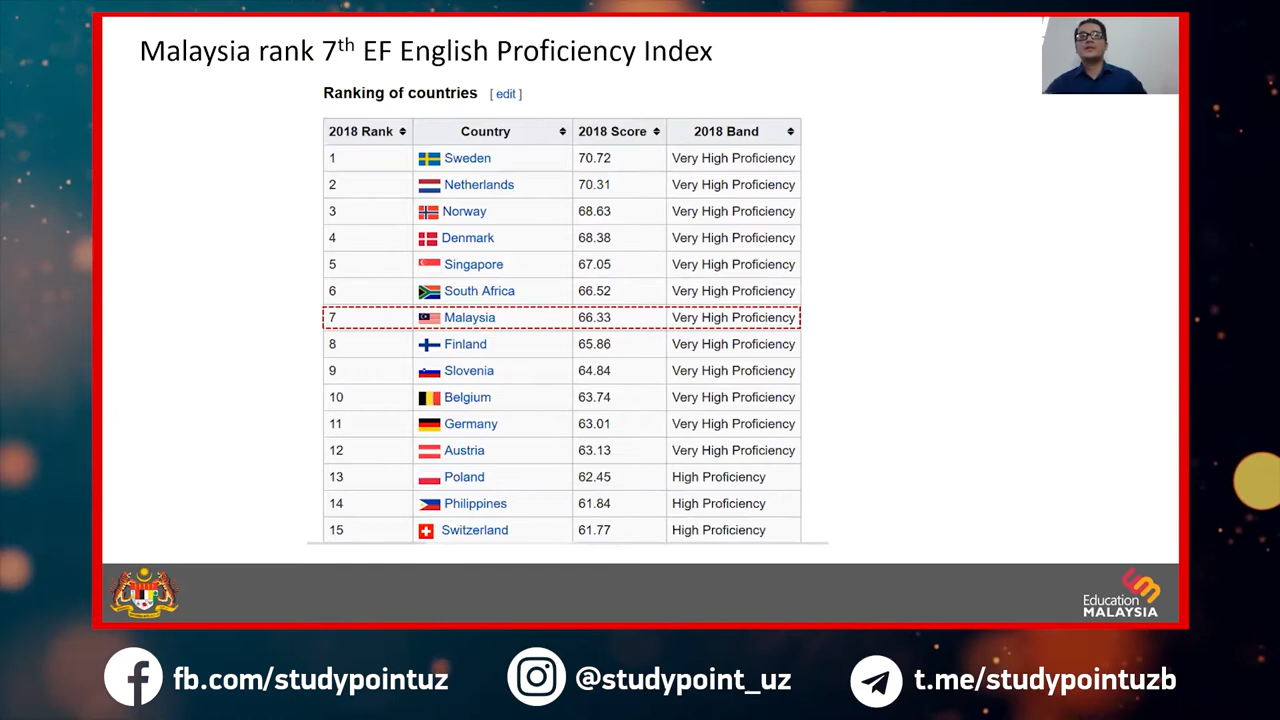 Malaysia rank 7th EF English Proficiency Index
Ranking of countries [ edit ]
2018 Rank Country 2018 Score 2018 Band
1 Sweden 70.72 Very High Proficiency
2 Netherlands 70.31 Very High Proficiency
3 Norway 68.63 Very High Proficiency
4 Denmark 68.38 Very High Proficiency
5 Singapore 67.05 Very High Proficiency
6 South Africa 66.52 Very High Proficiency
7 Malaysia 66.33 Very High Proficiency
8 Finland 65.86 Very High Proficiency
9 Slovenia 64.84 Very High Proficiency
10 Belgium 63.74 Very High Proficiency
11 Germany 63.01 Very High Proficiency
12 Austria 63.13 Very High Proficiency
13 Poland 62.45 High Proficiency
14 Philippines 61.84 High Proficiency
15 Switzerland 61.77 High Proficiency
Education
MALAYSIA
fb.com/studypointuz @studypoint_uz t.me/studypointuzb